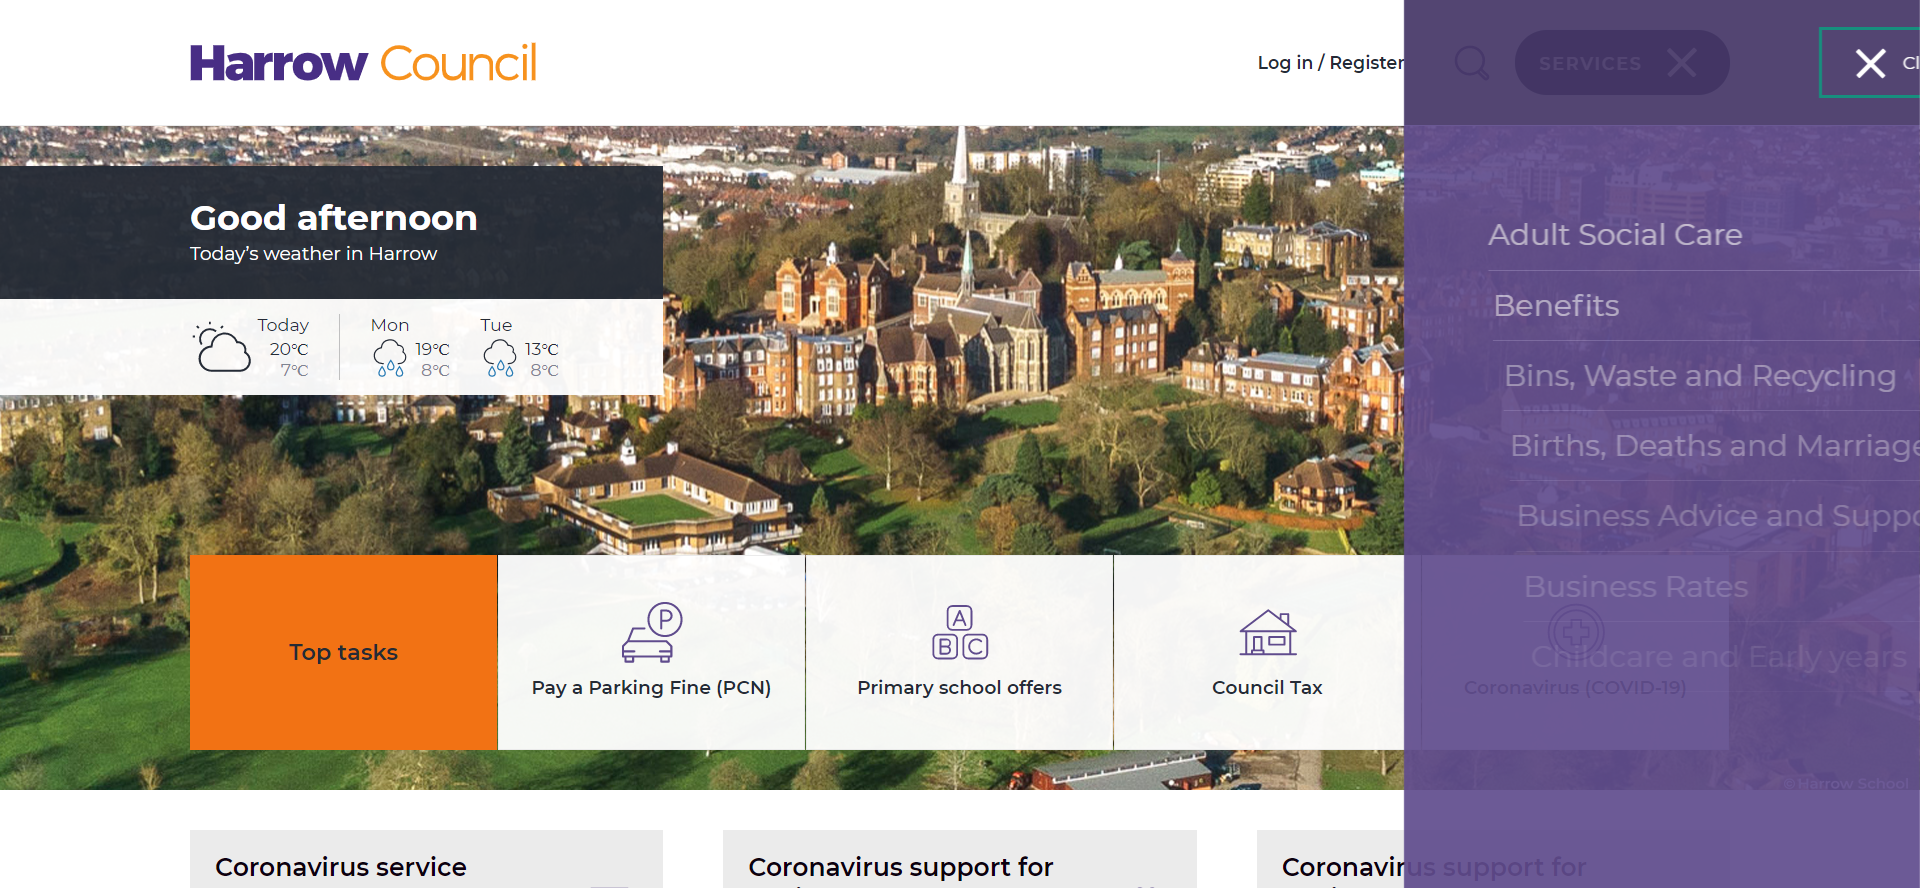 Harrow Council
Log in / Register
SERVICES
Good afternoon
Today's weather in Harrow
Today
20°C
7°C
Mon
19°C
8°C
Tue
13°C
8°C
Adult Social Care
Benefits
Bins, Waste and Recycling
Births, Deaths and Marriage
Business Advice and Suppo
Business Rates
Childcare and Early years
Top tasks
P
Pay a Parking Fine (PCN)
A
B C
Primary school offers
Council Tax
Coronavirus (COVID-19)
© Harrow School
Coronavirus service
Coronavirus support for
Coronavirus support for